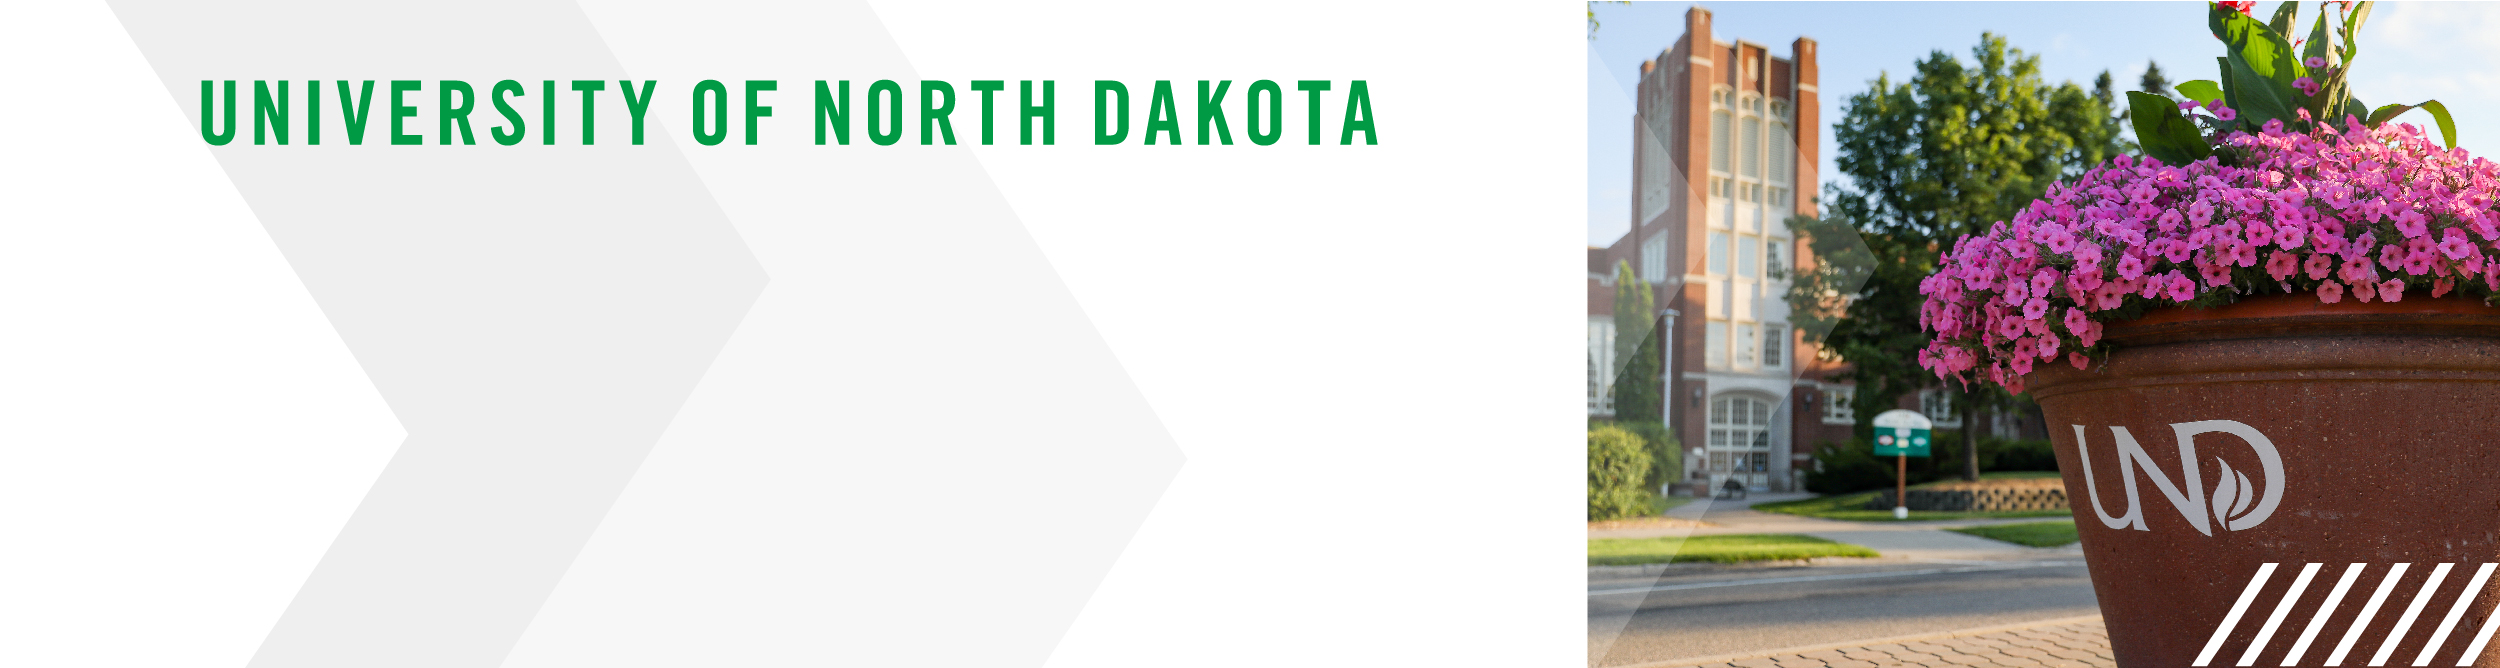 UNIVERSITY OF NORTH DAKOTA
UND